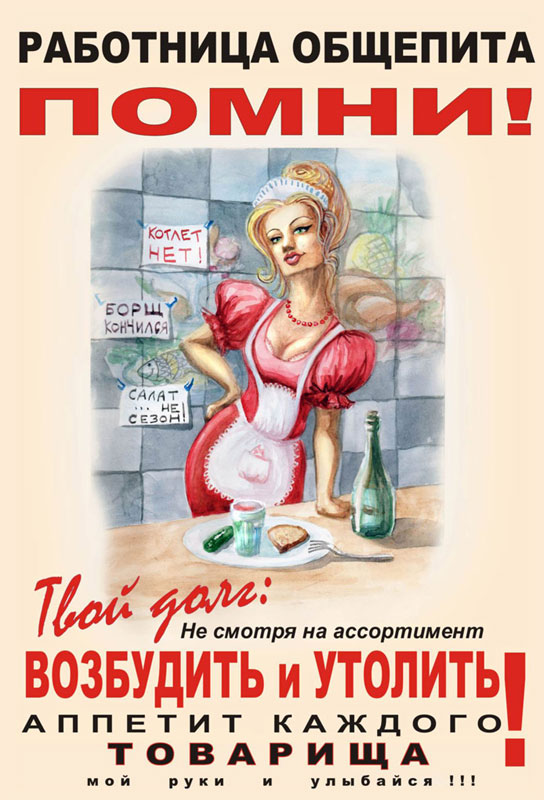 РАБОТНИЦА ОБЩЕПИТА
ПОМНИ!
КОТЛЕТ
НЕТ!
БОРЩ
КОНЧИЛСЯ
САЛАТ
... НЕ
СЕЗОН!
Твой долг:
Не смотря на ассортимент
ВОЗБУДИТЬ и УТОЛИТЬ!
АППЕТИТ КАЖДОГО
ТОВАРИЩА
мой руки и улыбайся !!!